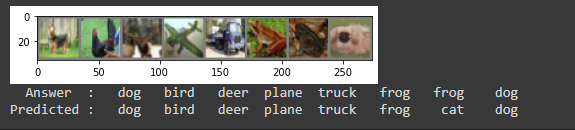 0
20
0 50 100 150 200 250
Answer : dog bird deer plane truck frog frog dog
Predicted : dog bird deer plane truck frog cat dog